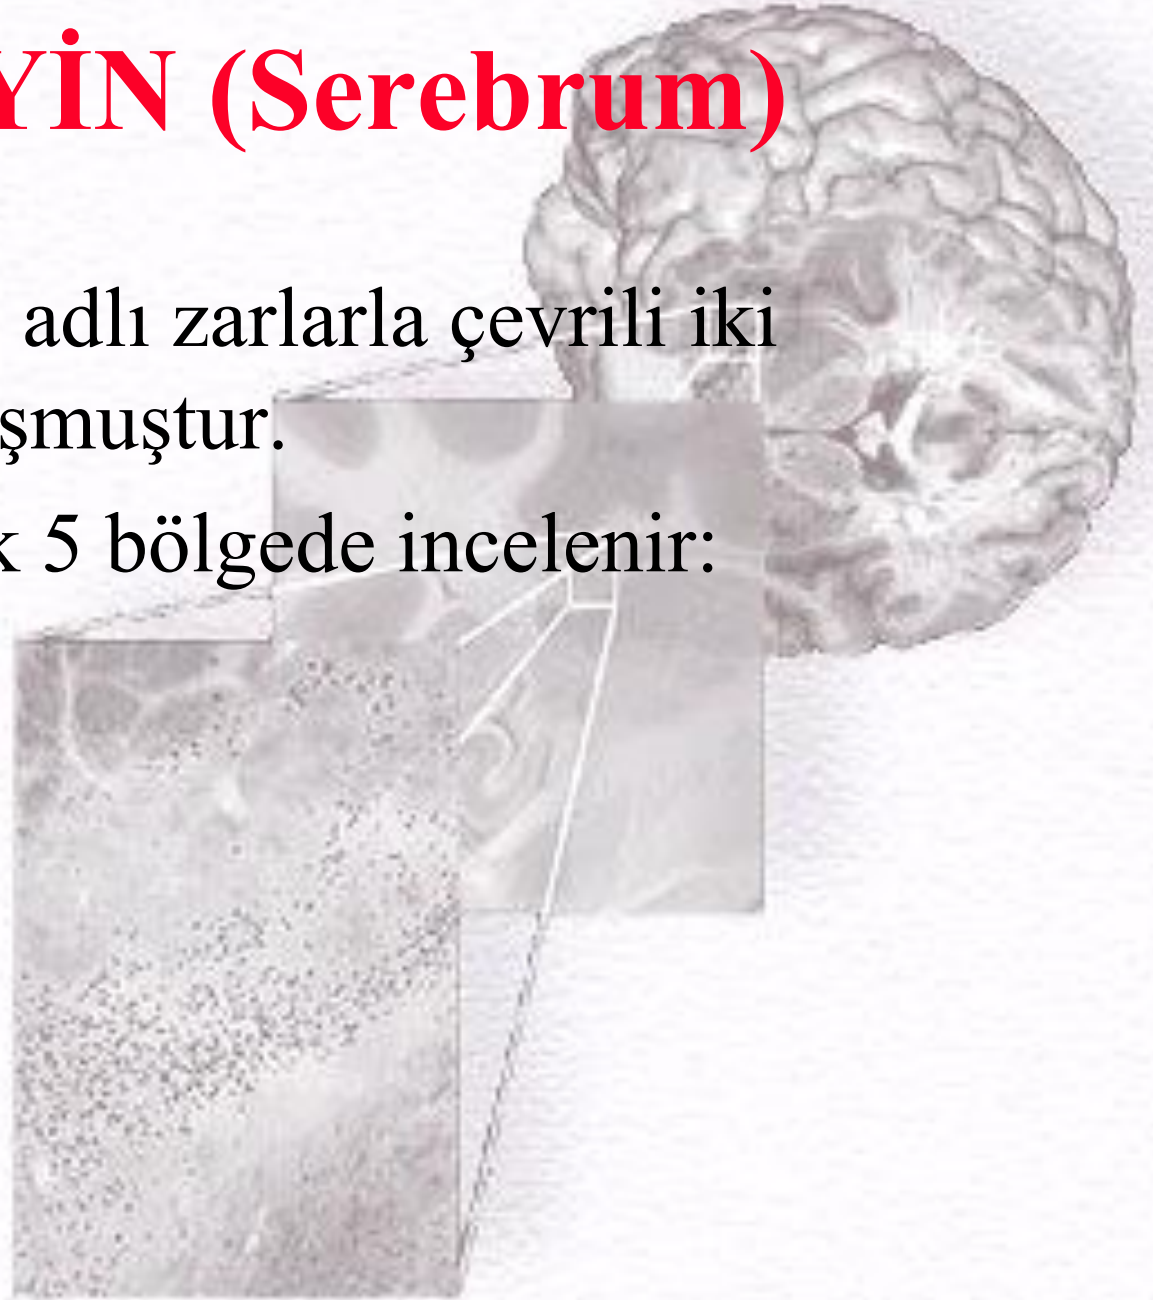 YİN (Serebrum)
adlı zarlarla çevrili iki
şmuştur.
k 5 bölgede incelenir: